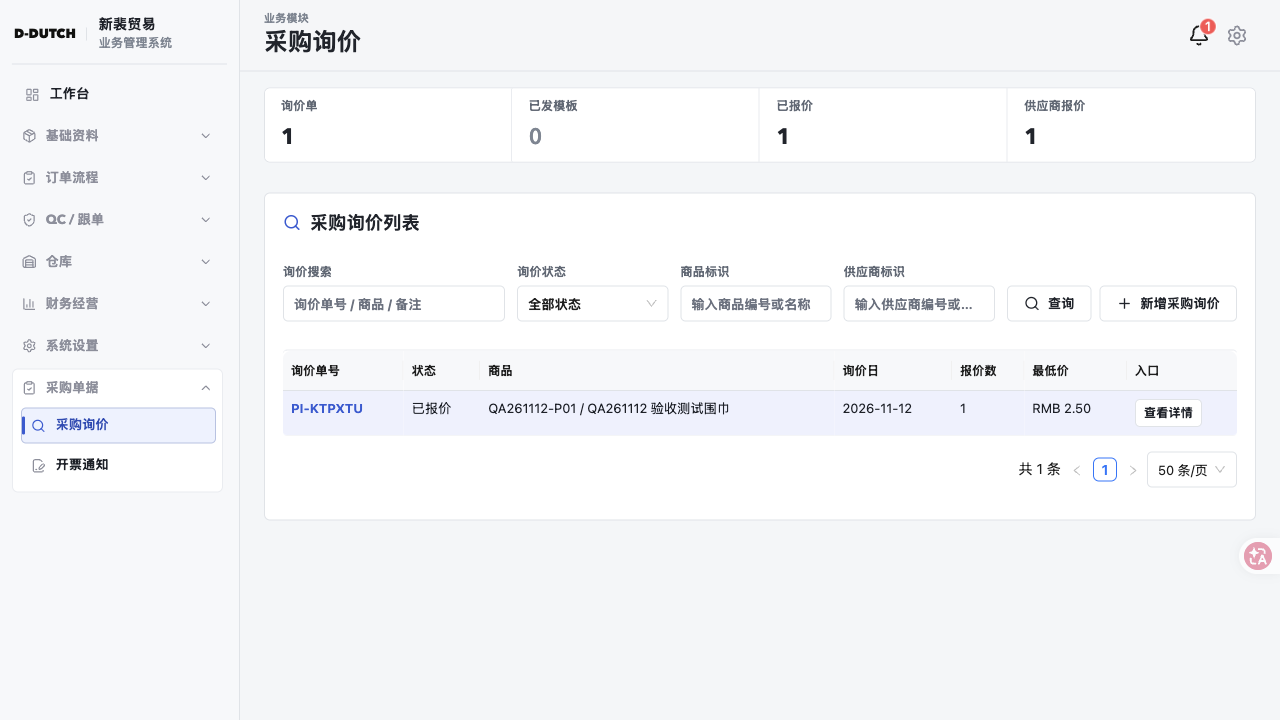 D-DUTCH
新裴贸易
业务管理系统
工作台
基础资料
订单流程
QC / 跟单
仓库
财务经营
系统设置
采购单据
采购询价
开票通知
业务模块
采购询价
1
询价单
1
已发模板
0
已报价
1
供应商报价
1
采购询价列表
询价搜索
询价状态
商品标识
供应商标识
询价单号 / 商品 / 备注
全部状态
输入商品编号或名称
输入供应商编号或...
查询
新增采购询价
询价单号 状态 商品 询价日 报价数 最低价 入口
PI-KTPXTU 已报价 QA261112-P01 / QA261112 验收测试围巾 2026-11-12 1 RMB 2.50 查看详情
共 1 条 1 50 条/页